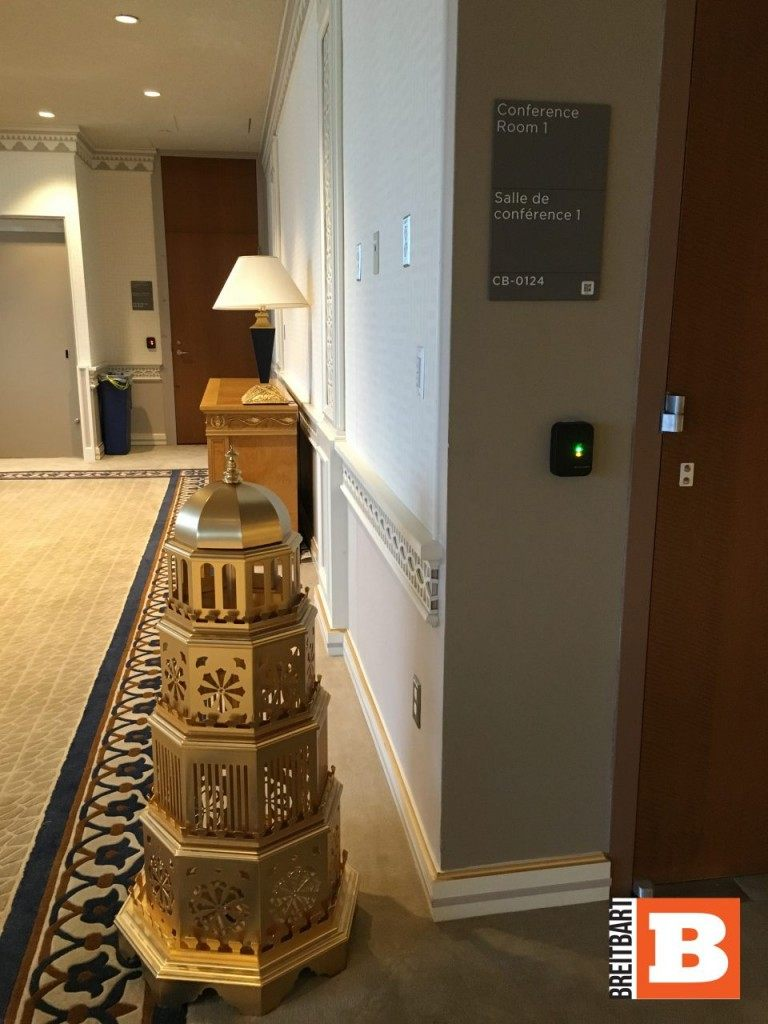 Conference
Room 1
Salle de
conférence 1
CB-0124
BREITBART
B